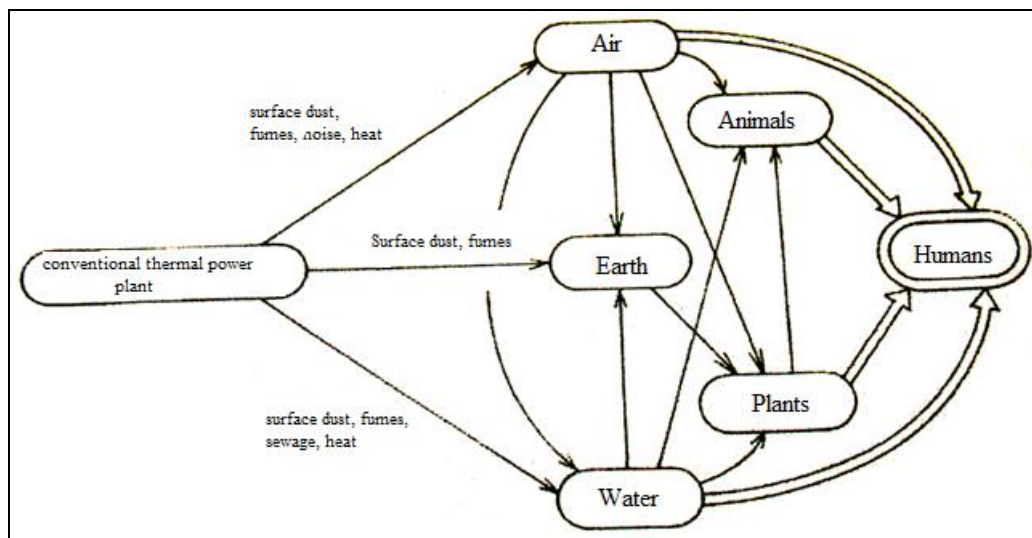 Air
surface dust,
fumes, noise, heat
Animals
Surface dust, fumes
Humans
Earth
conventional thermal power
plant
Plants
surface dust, fumes,
sewage, heat
Water